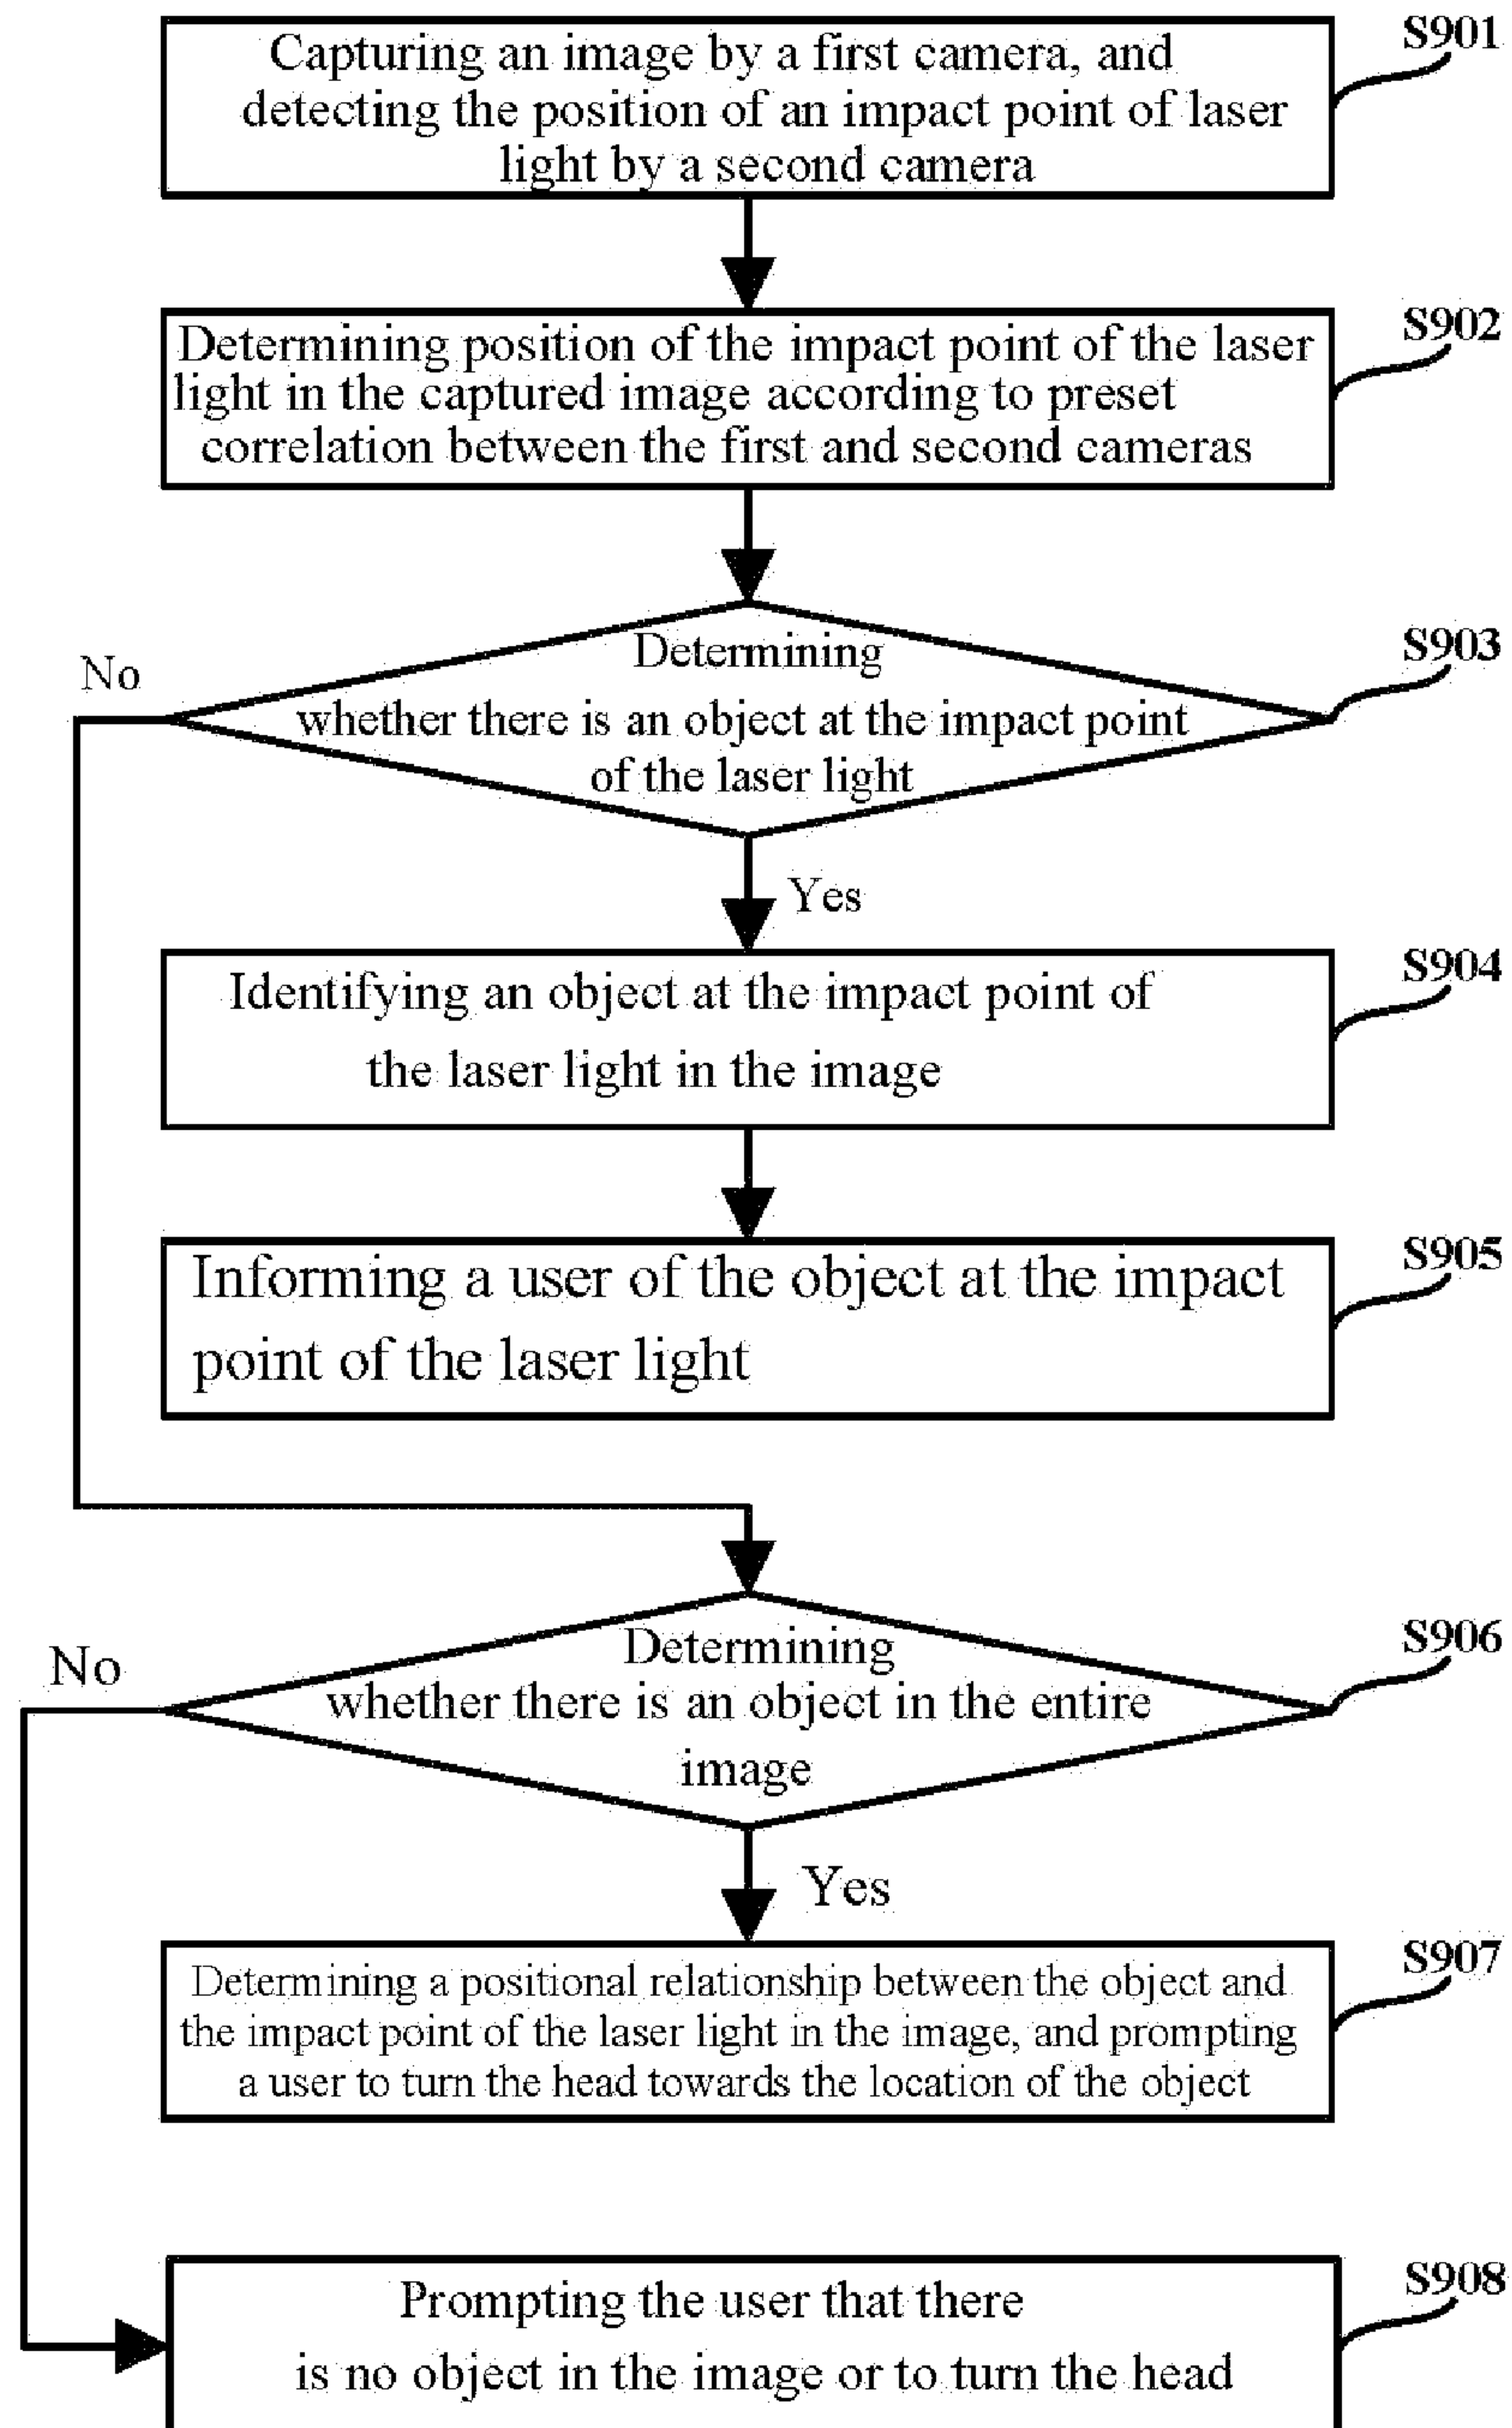 S901
Capturing an image by a first camera, and
detecting the position of an impact point of laser
light by a second camera
S902
Determining position of the impact point of the laser
light in the captured image according to preset
correlation between the first and second cameras
S903
No
Determining
whether there is an object at the impact point
of the laser light
Yes
S904
Identifying an object at the impact point of
the laser light in the image
S905
Informing a user of the object at the impact
point of the laser light
S906
No
Determining
whether there is an object in the entire
image
Yes
S907
Determining a positional relationship between the object and
the impact point of the laser light in the image, and prompting
a user to turn the head towards the location of the object
S908
Prompting the user that there
is no object in the image or to turn the head